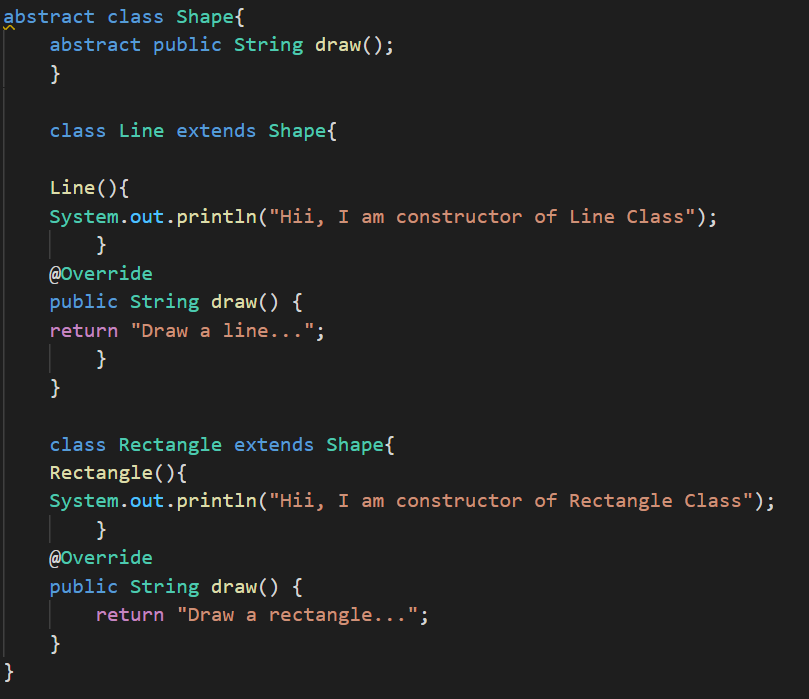 abstract class Shape{
    abstract public String draw();
    }

    class Line extends Shape{

    Line(){
    System.out.println("Hii, I am constructor of Line Class");
        }
    @Override
    public String draw() {
    return "Draw a line...";
        }
    }

    class Rectangle extends Shape{
    Rectangle(){
    System.out.println("Hii, I am constructor of Rectangle Class");
        }
    @Override
    public String draw() {
        return "Draw a rectangle...";
    }
}